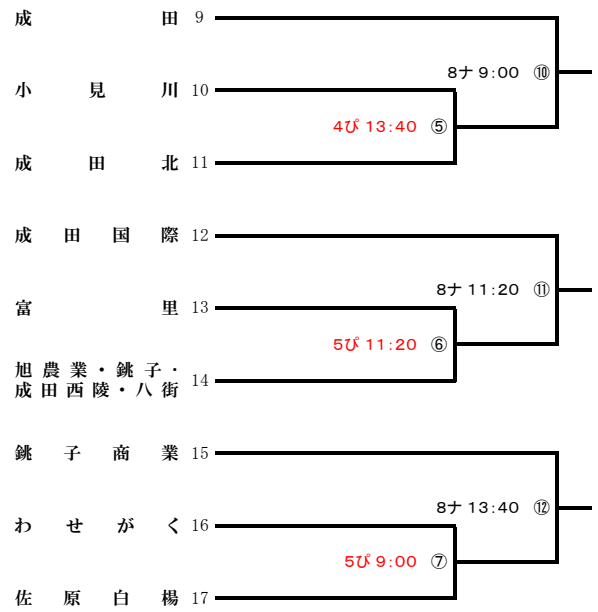 成田 9
8ナ 9:00 ⑩
小見川 10
4ぴ 13:40 ⑤
成田北 11
成田国際 12
8ナ 11:20 ⑪
富里 13
5ぴ 11:20 ⑥
旭農業・銚子・
成田西陵・八街 14
銚子商業 15
8ナ 13:40 ⑫
わせがく 16
5ぴ 9:00 ⑦
佐原白楊 17